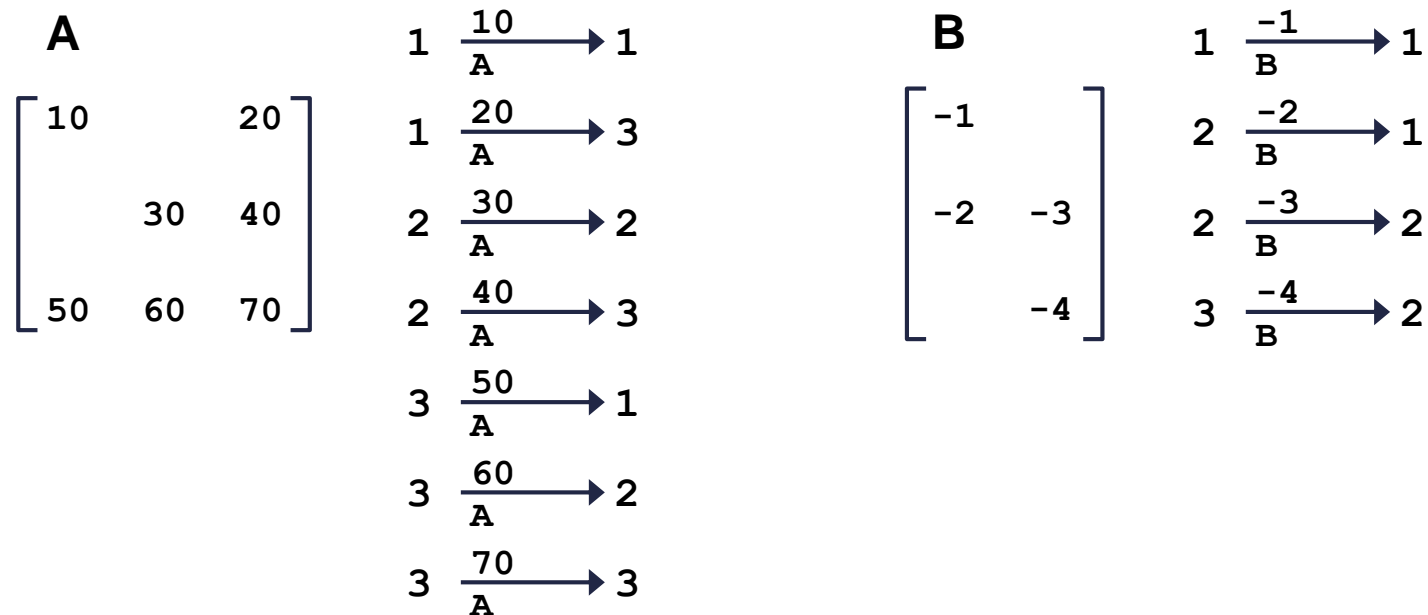 A
10 20
30 40
50 60 70
1 10 A 1
1 20 A 3
2 30 A 2
2 40 A 3
3 50 A 1
3 60 A 2
3 70 A 3
B
-1
-2 -3
-4
1 -1 B 1
2 -2 B 1
2 -3 B 2
3 -4 B 2